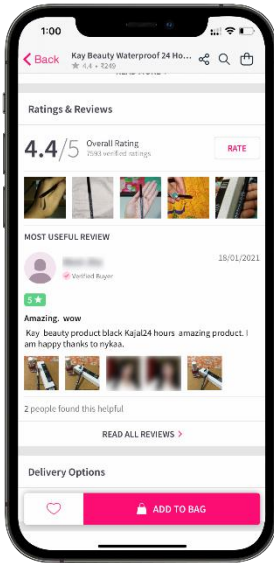 1:00
Back
Kay Beauty Waterproof 24 Ho...
★ 4.4 • ₹249
READ MORE
Ratings & Reviews
4.4/5
Overall Rating
7593 verified ratings
RATE
MOST USEFUL REVIEW
18/01/2021
Verified Buyer
5 ★
Amazing. wow
Kay beauty product black Kajal24 hours amazing product. I
am happy thanks to nykaa.
2 people found this helpful
READ ALL REVIEWS >
Delivery Options
ADD TO BAG